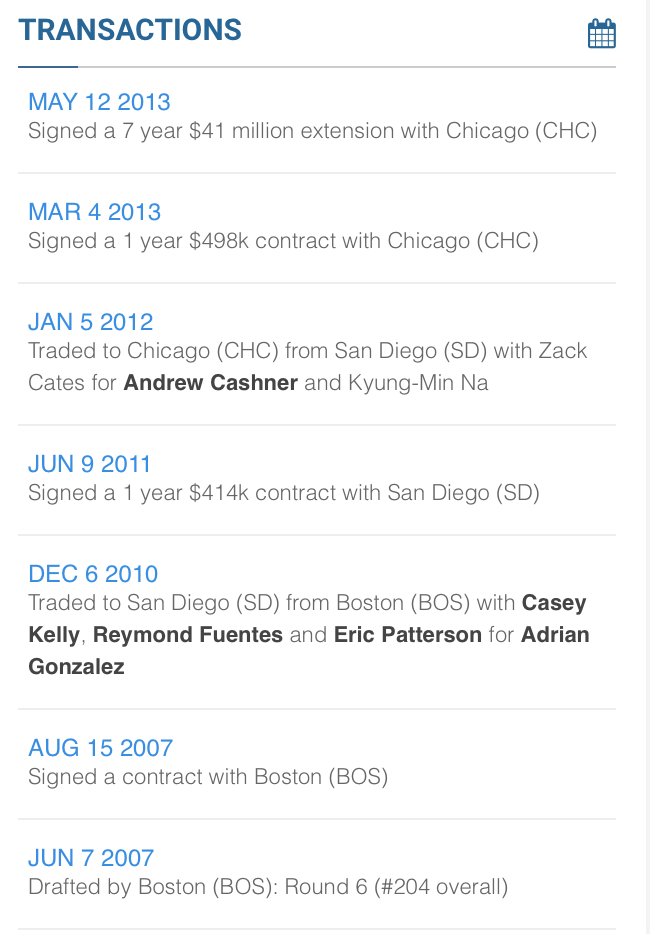 TRANSACTIONS
MAY 12 2013
Signed a 7 year $41 million extension with Chicago (CHC)
MAR 4 2013
Signed a 1 year $498k contract with Chicago (CHC)
JAN 5 2012
Traded to Chicago (CHC) from San Diego (SD) with Zack
Cates for Andrew Cashner and Kyung-Min Na
JUN 9 2011
Signed a 1 year $414k contract with San Diego (SD)
DEC 6 2010
Traded to San Diego (SD) from Boston (BOS) with Casey
Kelly, Reymond Fuentes and Eric Patterson for Adrian
Gonzalez
AUG 15 2007
Signed a contract with Boston (BOS)
JUN 7 2007
Drafted by Boston (BOS): Round 6 (#204 overall)